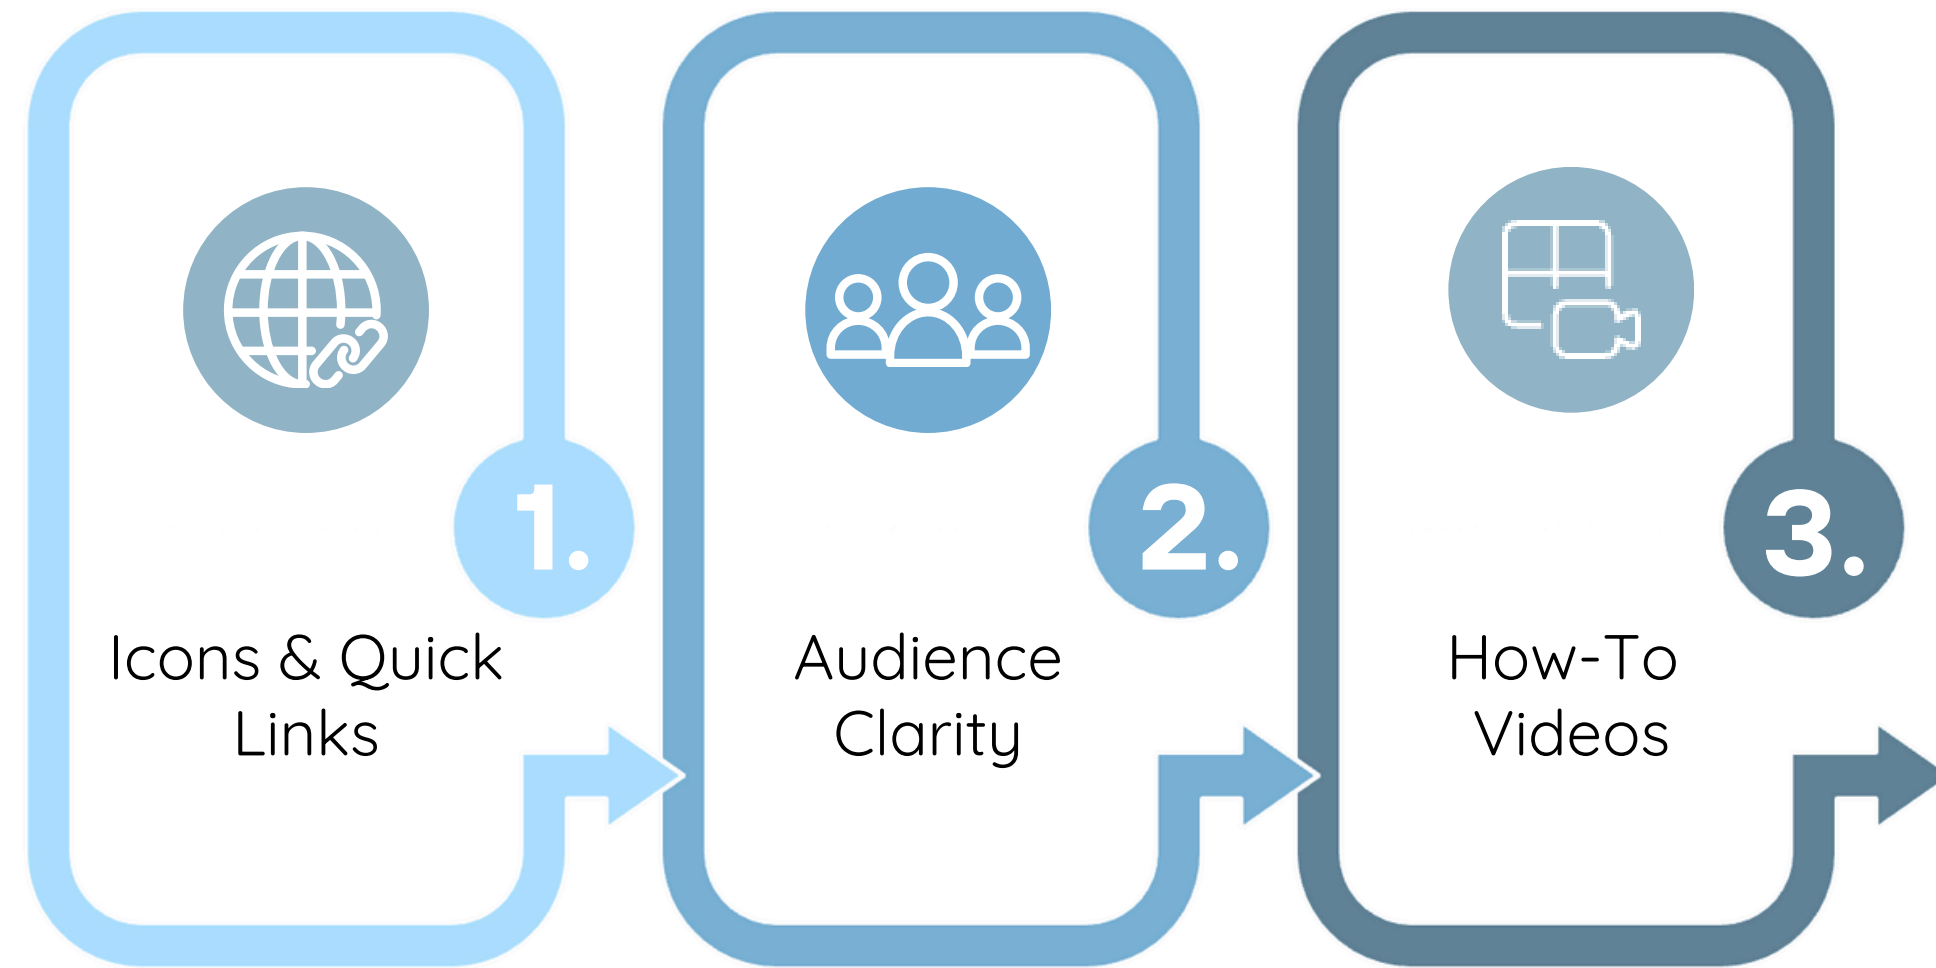 1.
Icons & Quick
Links
2.
Audience
Clarity
3.
How-To
Videos